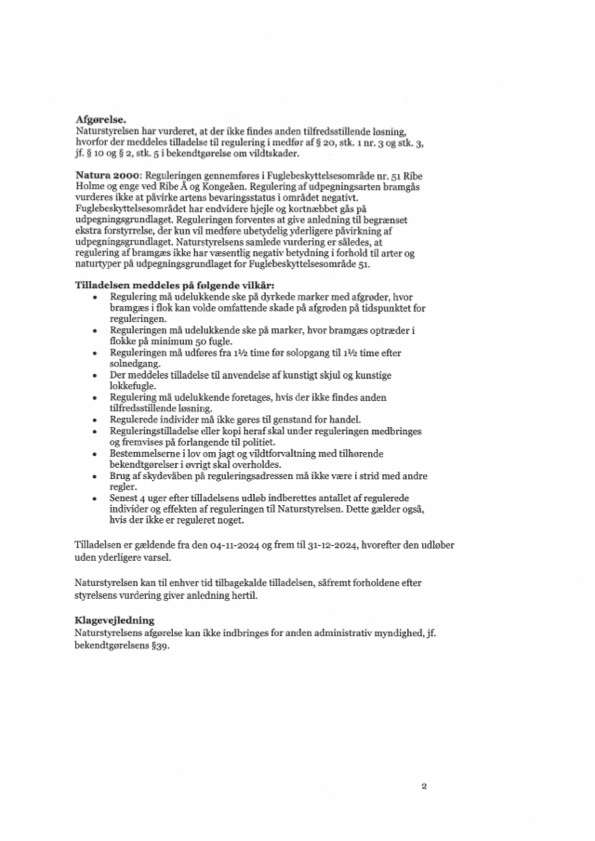 Afgørelse.
Naturstyrelsen har vurderet, at der ikke findes anden tilfredsstillende løsning,
hvorfor der meddeles tilladelse til regulering i medfør af § 20, stk. 1 nr. 3 og stk. 3,
jf. § 10 og § 2, stk. 5 i bekendtgørelse om vildtskader.
Natura 2000: Reguleringen gennemføres i Fuglebeskyttelsesområde nr. 51 Ribe
Holme og enge ved Ribe Å og Kongeåen. Regulering af udpegningsarten bramgås
vurderes ikke at påvirke artens bevaringsstatus i området negativt.
Fuglebeskyttelsesområdet har endvidere hjejle og kortnæbbet gås på
udpegningsgrundlaget. Reguleringen forventes at give anledning til begrænset
ekstra forstyrrelse, der kun vil medføre ubetydelig yderligere påvirkning af
udpegningsgrundlaget. Naturstyrelsens samlede vurdering er således, at
regulering af bramgæs ikke har væsentlig negativ betydning i forhold til arter og
naturtyper på udpegningsgrundlaget for Fuglebeskyttelsesområde 51.
Tilladelsen meddeles på følgende vilkår:
• Regulering må udelukkende ske på dyrkede marker med afgrøder, hvor
bramgæs i flok kan volde omfattende skade på afgrøden på tidspunktet for
reguleringen.
• Reguleringen må udelukkende ske på marker, hvor bramgæs optræder i
flokke på minimum 50 fugle.
• Reguleringen må udføres fra 1½ time før solopgang til 1½ time efter
solnedgang.
• Der meddeles tilladelse til anvendelse af kunstigt skjul og kunstige
lokkefugle.
• Regulering må udelukkende foretages, hvis der ikke findes anden
tilfredsstillende løsning.
• Regulerede individer må ikke gøres til genstand for handel.
• Reguleringstilladelse eller kopi heraf skal under reguleringen medbringes
og fremvises på forlangende til politiet.
• Bestemmelserne i lov om jagt og vildtforvaltning med tilhørende
bekendtgørelser i øvrigt skal overholdes.
• Brug af skydevåben på reguleringsadressen må ikke være i strid med andre
regler.
• Senest 4 uger efter tilladelsens udløb indberettes antallet af regulerede
individer og effekten af reguleringen til Naturstyrelsen. Dette gælder også,
hvis der ikke er reguleret noget.
Tilladelsen er gældende fra den 04-11-2024 og frem til 31-12-2024, hvorefter den udløber
uden yderligere varsel.
Naturstyrelsen kan til enhver tid tilbagekalde tilladelsen, såfremt forholdene efter
styrelsens vurdering giver anledning hertil.
Klagevejledning
Naturstyrelsens afgørelse kan ikke indbringes for anden administrativ myndighed, jf.
bekendtgørelsens §39.
2